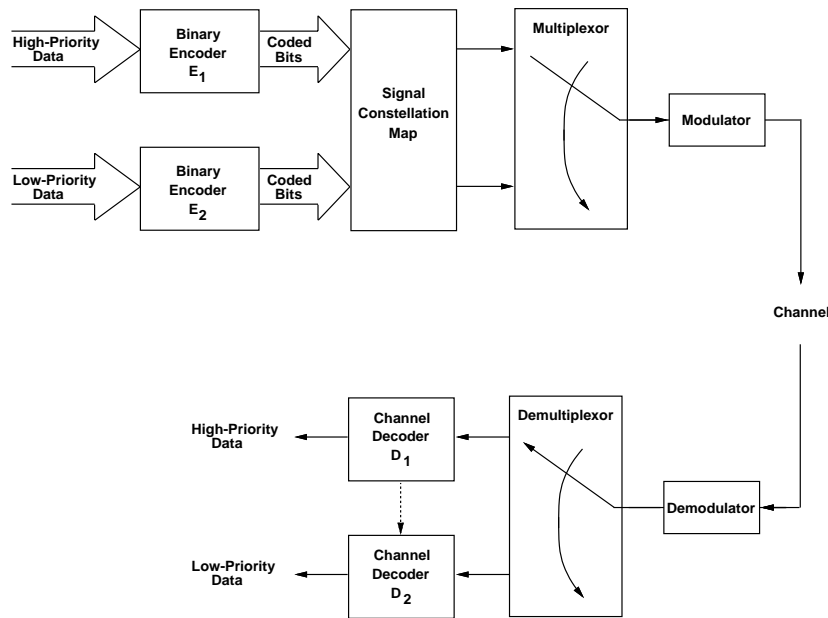 High-Priority
Data
Binary
Encoder
E1
Coded
Bits
Low-Priority
Data
Binary
Encoder
E2
Coded
Bits
Signal
Constellation
Map
Multiplexor
Modulator
Channel
High-Priority
Data
Channel
Decoder
D1
Low-Priority
Data
Channel
Decoder
D2
Demultiplexor
Demodulator